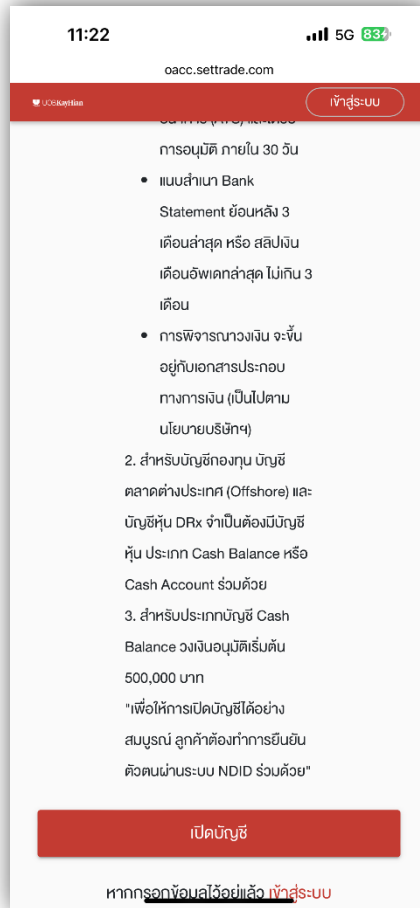 11:22
5G 83
oacc.settrade.com
UOBKayHian
เข้าสู่ระบบ
การอนุมัติ ภายใน 30 วัน
แนบสำเนา Bank
Statement ย้อนหลัง 3
เดือนล่าสุด หรือ สลิปเงิน
เดือนอัพเดทล่าสุด ไม่เกิน 3
เดือน
การพิจารณาวงเงิน จะขึ้น
อยู่กับเอกสารประกอบ
ทางการเงิน (เป็นไปตาม
นโยบายบริษัทฯ)
2. สำหรับบัญชีกองทุน บัญชี
ตลาดต่างประเทศ (Offshore) และ
บัญชีหุ้น DRx จำเป็นต้องมีบัญชี
หุ้น ประเภท Cash Balance หรือ
Cash Account ร่วมด้วย
3. สำหรับประเภทบัญชี Cash
Balance วงเงินอนุมัติเริ่มต้น
500,000 บาท
"เพื่อให้การเปิดบัญชีได้อย่าง
สมบูรณ์ ลูกค้าต้องทำการยืนยัน
ตัวตนผ่านระบบ NDID ร่วมด้วย"
เปิดบัญชี
หากกรอกข้อมูลไว้อยู่แล้ว เข้าสู่ระบบ